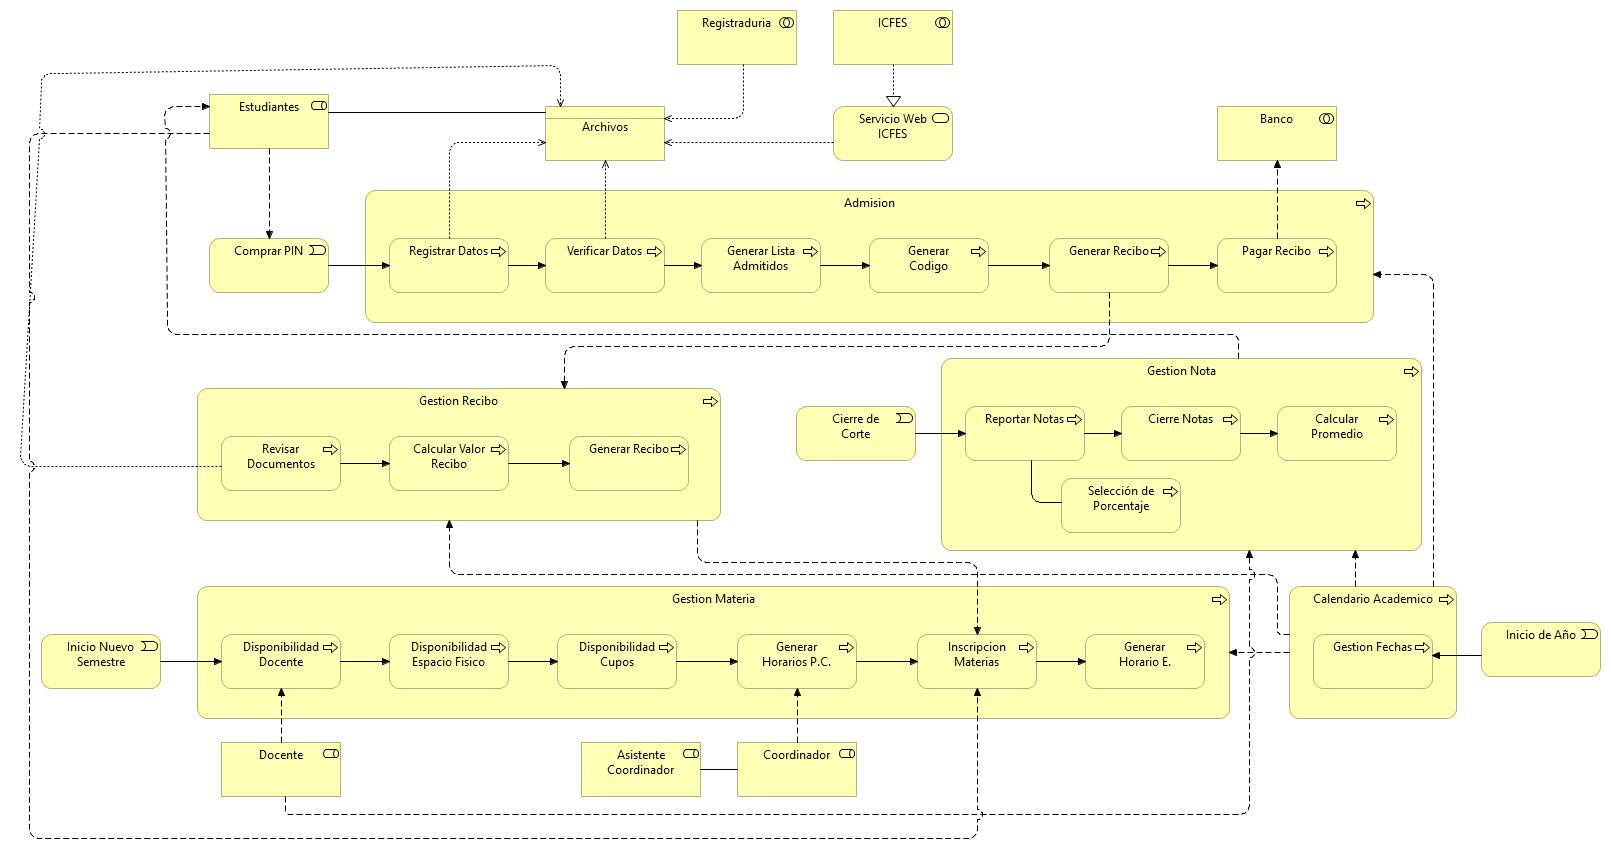 Registraduria
ICFES
Estudiantes
Archivos
Servicio Web
ICFES
Banco
Admision
Comprar PIN
Registrar Datos
Verificar Datos
Generar Lista
Admitidos
Generar
Codigo
Generar Recibo
Pagar Recibo
Gestion Nota
Gestion Recibo
Cierre de
Corte
Reportar Notas
Cierre Notas
Calcular
Promedio
Revisar
Documentos
Calcular Valor
Recibo
Generar Recibo
Selección de
Porcentaje
Gestion Materia
Calendario Academico
Inicio Nuevo
Semestre
Disponibilidad
Docente
Disponibilidad
Espacio Fisico
Disponibilidad
Cupos
Generar
Horarios P.C.
Inscripcion
Materias
Generar
Horario E.
Gestion Fechas
Inicio de Año
Docente
Asistente
Coordinador
Coordinador